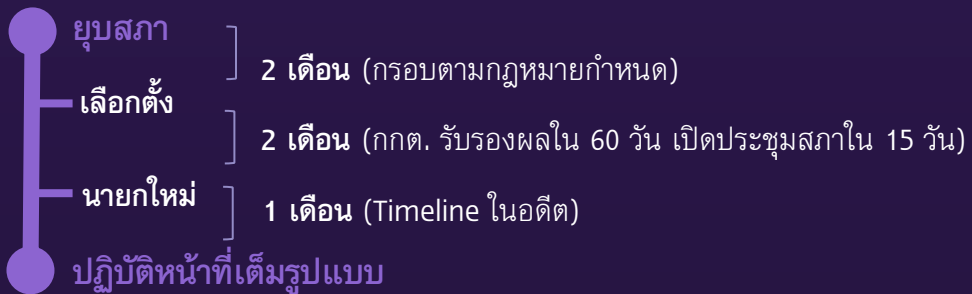 ยุบสภา
2 เดือน (กรอบตามกฎหมายกำหนด)
เลือกตั้ง
2 เดือน (กกต. รับรองผลใน 60 วัน เปิดประชุมสภาใน 15 วัน)
นายกใหม่
1 เดือน (Timeline ในอดีต)
ปฏิบัติหน้าที่เต็มรูปแบบ